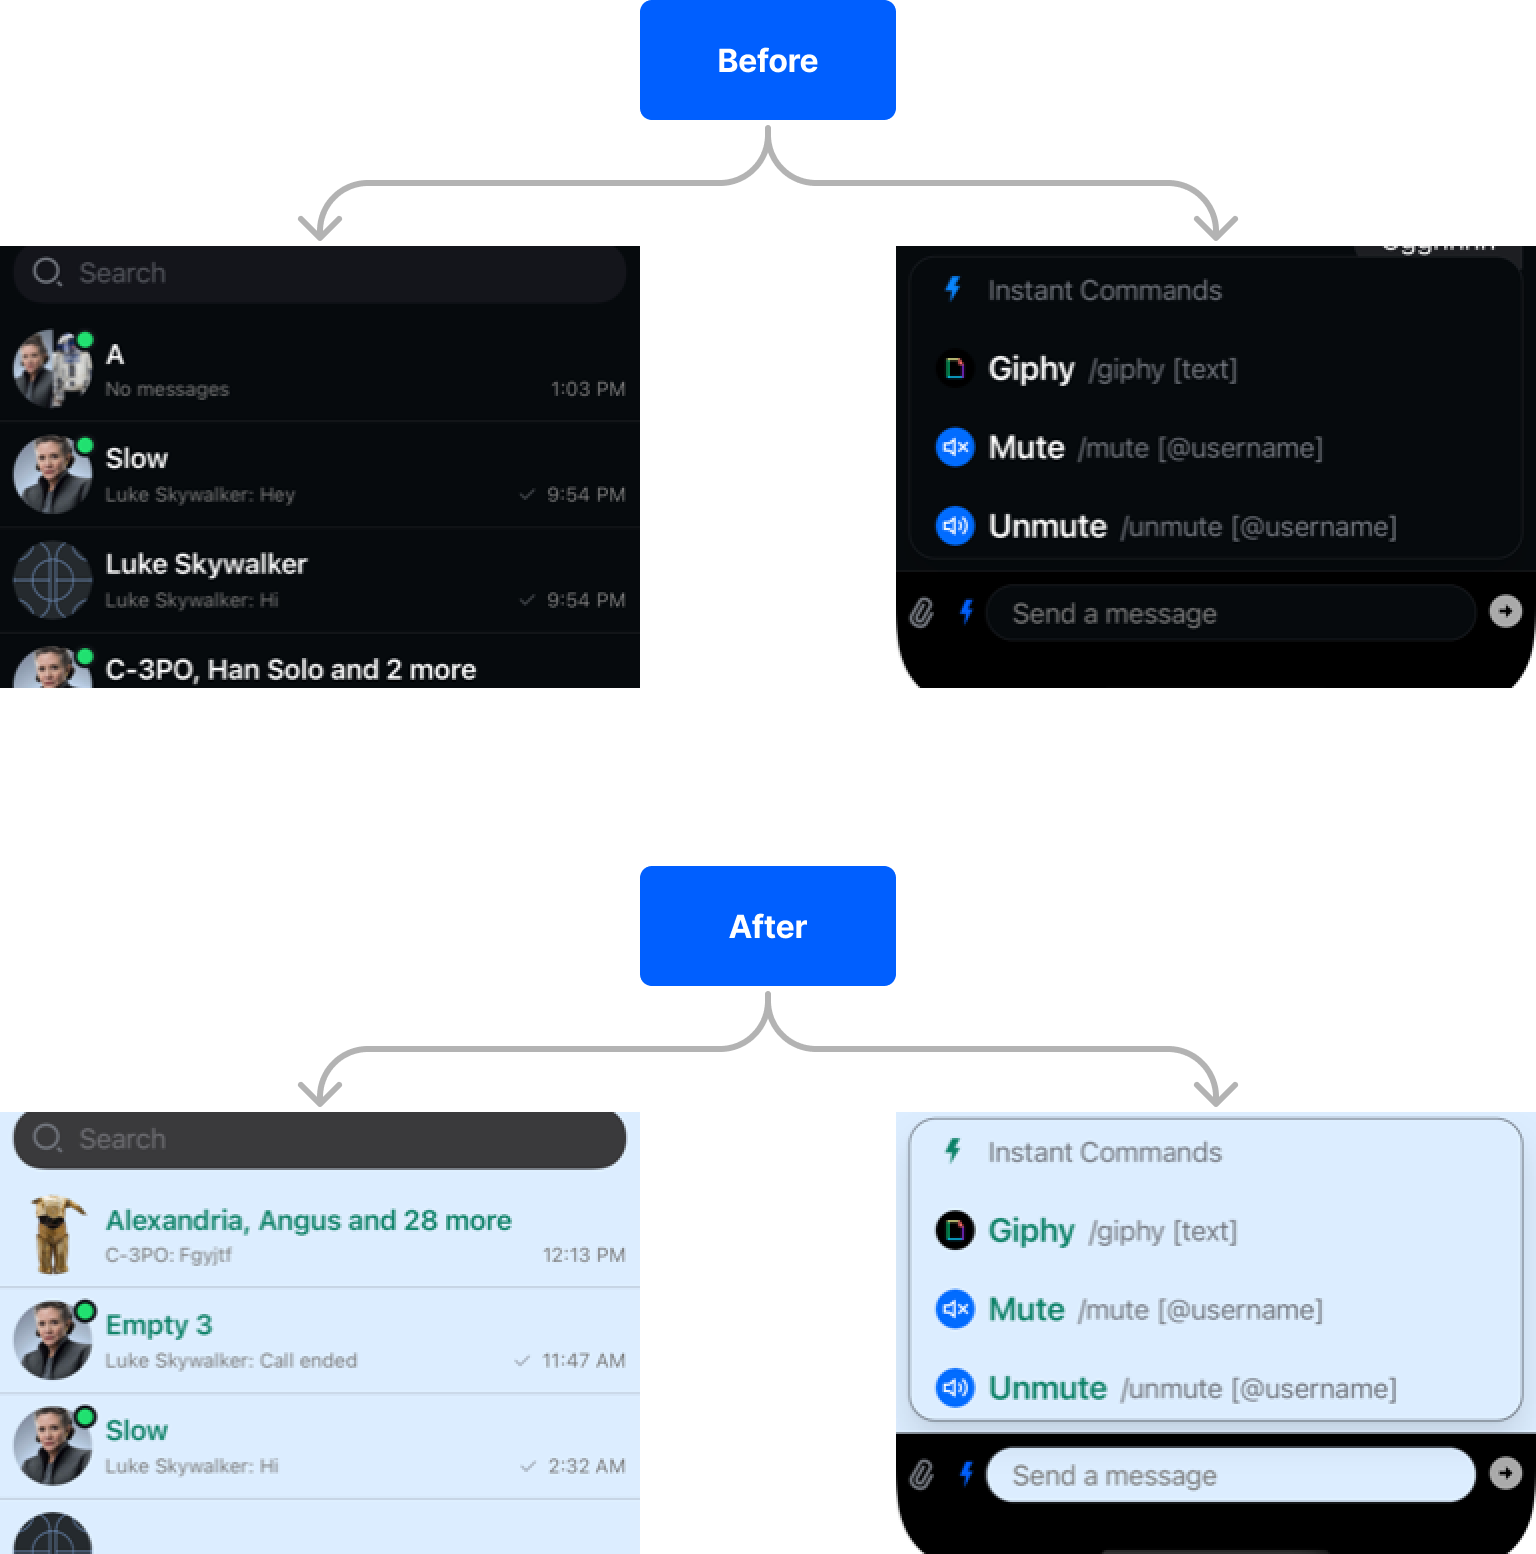 Before
Search
A
No messages 1:03 PM
Slow
Luke Skywalker: Hey 9:54 PM
Luke Skywalker
Luke Skywalker: Hi 9:54 PM
C-3PO, Han Solo and 2 more
Instant Commands
Giphy /giphy [text]
Mute /mute [@username]
Unmute /unmute [@username]
Send a message
After
Search
Alexandria, Angus and 28 more
C-3PO: Fgyjtf 12:13 PM
Empty 3
Luke Skywalker: Call ended 11:47 AM
Slow
Luke Skywalker: Hi 2:32 AM
Instant Commands
Giphy /giphy [text]
Mute /mute [@username]
Unmute /unmute [@username]
Send a message